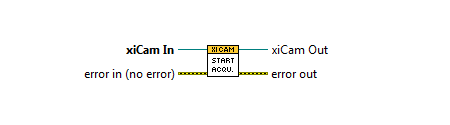 xiCam In
XICAM
xiCam Out
START
ACQU.
error in (no error)
error out